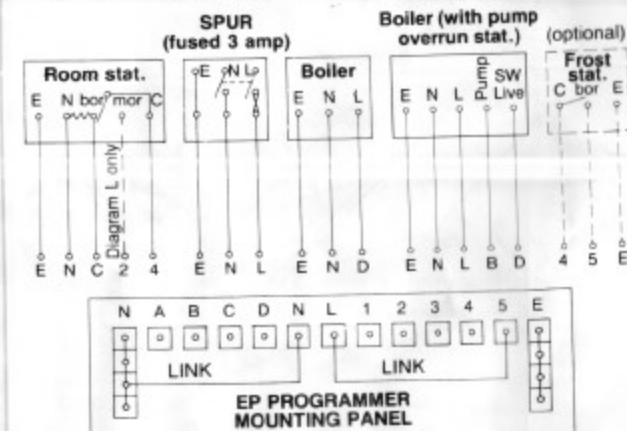 SPUR
(fused 3 amp)
Boiler (with pump
overrun stat.)
(optional)
Room stat.
E N bor mor C
E N L
Boiler
E N L
E N L Pump SW
Live
Frost
stat.
C bor E
Diagram L only
E N C 2 4
E N L
E N D
E N L B D
4 5 E
N A B C D N L 1 2 3 4 5 E
LINK
LINK
EP PROGRAMMER
MOUNTING PANEL